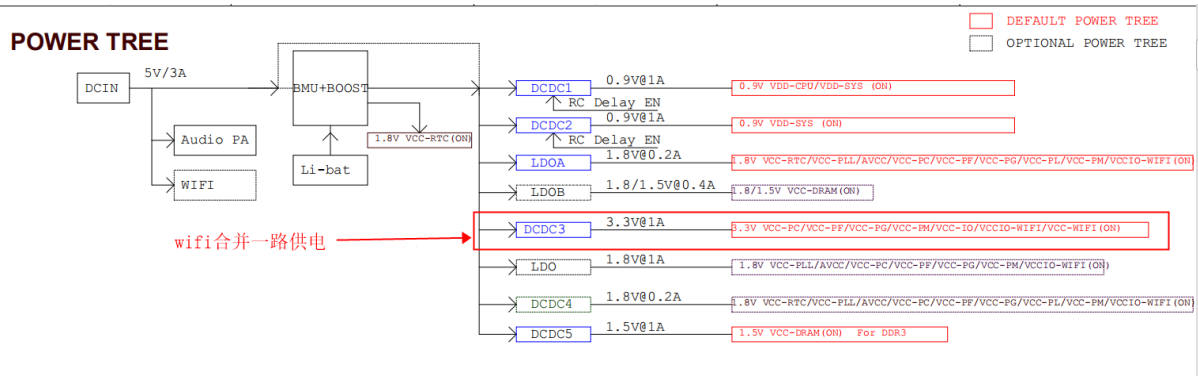 DEFAULT POWER TREE
OPTIONAL POWER TREE
POWER TREE
DCIN
5V/3A
BMU+BOOST
Audio PA
WIFI
1.8V VCC-RTC(ON)
Li-bat
DCDC1
0.9V@1A
0.9V VDD-CPU/VDD-SYS (ON)
RC Delay EN
DCDC2
0.9V@1A
0.9V VDD-SYS (ON)
RC Delay EN
LDOA
1.8V@0.2A
1.8V VCC-RTC/VCC-PLL/AVCC/VCC-PC/VCC-PF/VCC-PG/VCC-PL/VCC-PM/VCCIO-WIFI(ON)
LDOB
1.8/1.5V@0.4A
1.8/1.5V VCC-DRAM(ON)
wifi合并一路供电
DCDC3
3.3V@1A
3.3V VCC-PC/VCC-PF/VCC-PG/VCC-PM/VCC-IO/VCCIO-WIFI/VCC-WIFI(ON)
LDO
1.8V@1A
1.8V VCC-PLL/AVCC/VCC-PC/VCC-PF/VCC-PG/VCC-PM/VCCIO-WIFI(ON)
DCDC4
1.8V@0.2A
1.8V VCC-RTC/VCC-PLL/AVCC/VCC-PC/VCC-PF/VCC-PG/VCC-PL/VCC-PM/VCCIO-WIFI(ON)
DCDC5
1.5V@1A
1.5V VCC-DRAM(ON) For DDR3